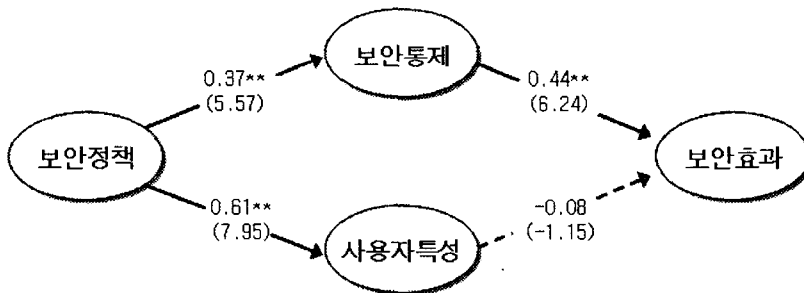 보안통제
0.37**
(5.57)
0.44**
(6.24)
보안정책
보안효과
0.61**
(7.95)
-0.08
(-1.15)
사용자특성